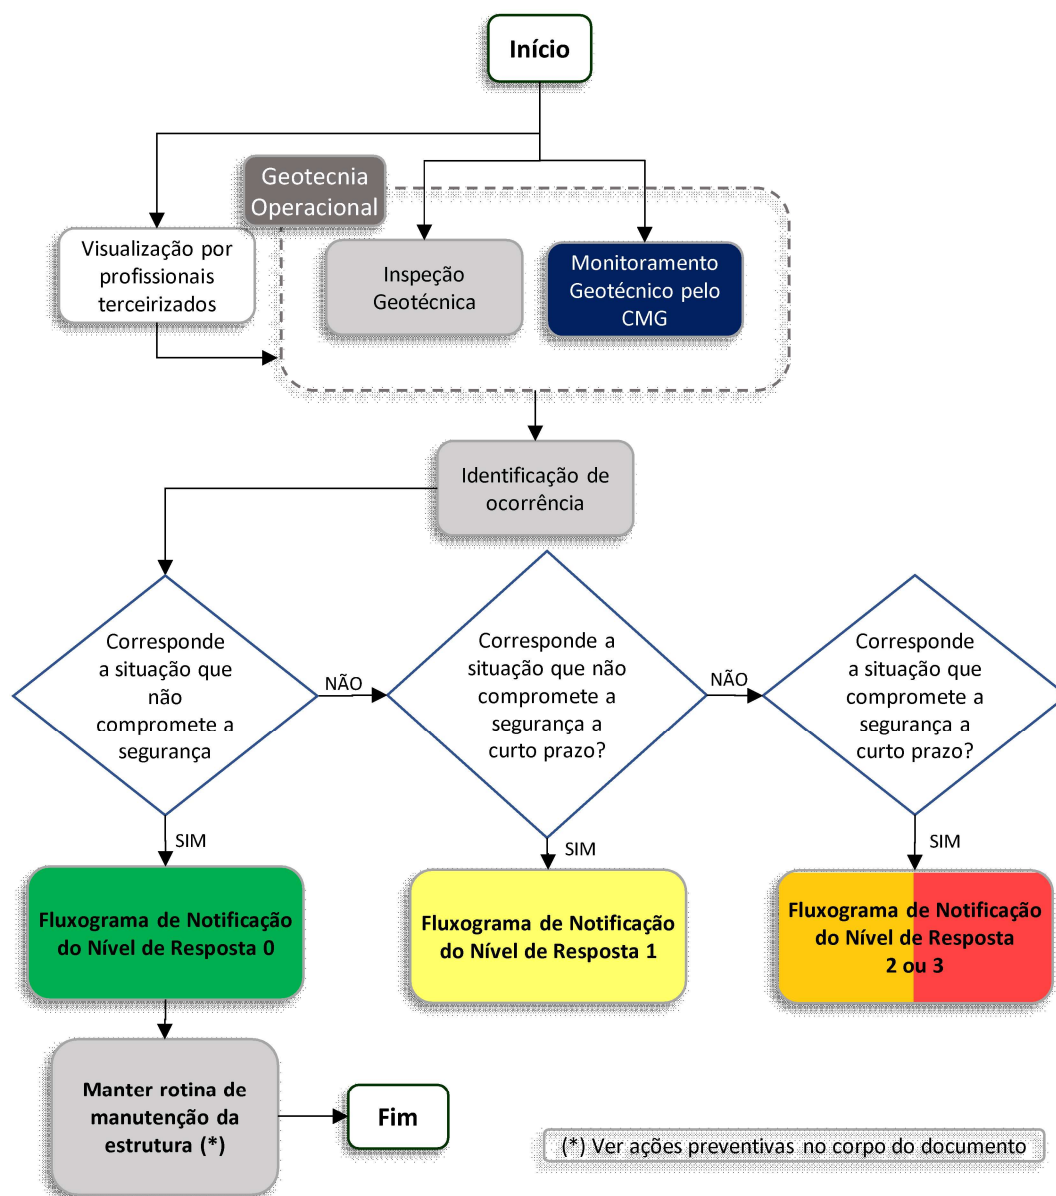 Início
Geotecnia
Operacional
Visualização por
profissionais
terceirizados
Inspeção
Geotécnica
Monitoramento
Geotécnico pelo
CMG
Identificação de
ocorrência
Corresponde
a situação que
não
compromete a
segurança
NÃO
Corresponde a
situação que não
compromete a
segurança a
curto prazo?
NÃO
Corresponde
a situação que
compromete a
segurança a
curto prazo?
SIM
SIM
SIM
Fluxograma de Notificação
do Nível de Resposta 0
Fluxograma de Notificação
do Nível de Resposta 1
Fluxograma de Notificação
do Nível de Resposta
2 ou 3
Manter rotina de
manutenção da
estrutura (*)
Fim
(*) Ver ações preventivas no corpo do documento